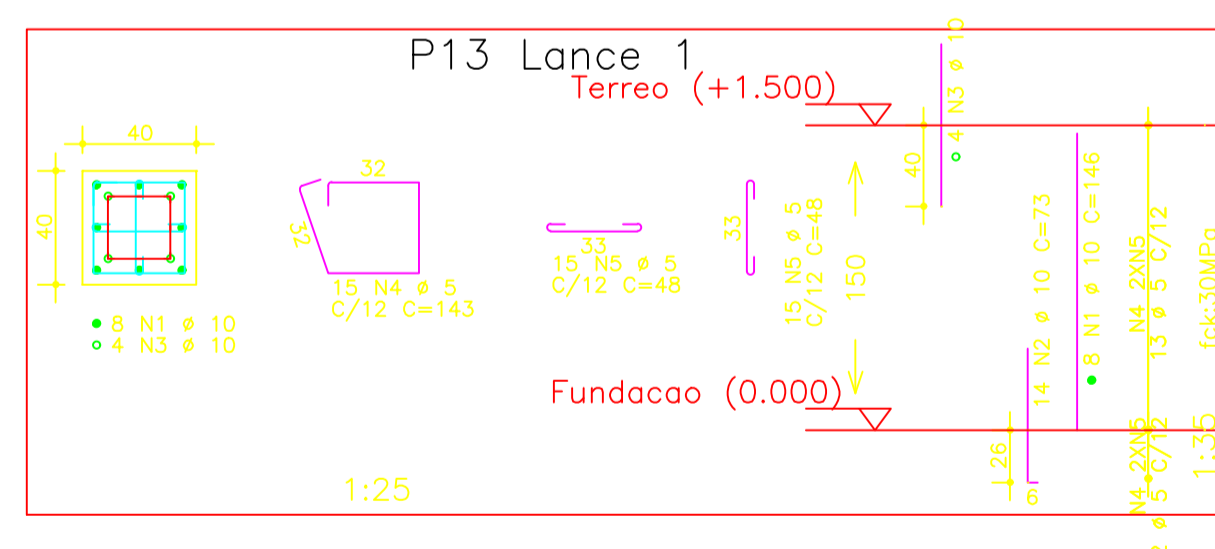 P13 Lance 1
Terreo (+1.500)
40
40
8 N1 ø 10
4 N3 ø 10
32
32
15 N4 ø 5
C/12 C=143
33
15 N5 ø 5
C/12 C=48
33
15 N5 ø 5
C/12 C=48
150
Fundacao (0.000)
40
4 N3 ø 10
14 N2 ø 10 C=73
26
6
8 N1 ø 10 C=146
N4 2XN5
13 ø 5 C/12
N4 2XN5
ø 5 C/12
fck:30MPa
1:35
1:25